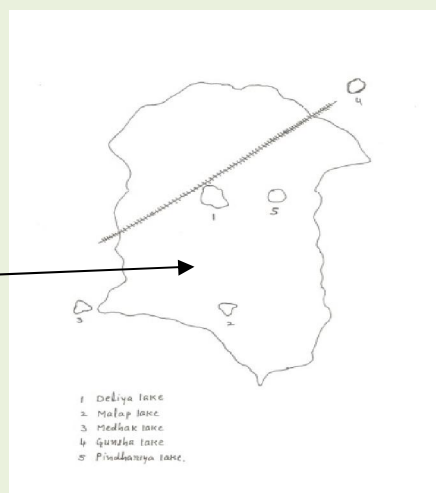 4
1
5
3
2
1 Deliya lake
2 Matap lake
3 Medhak lake
4 Gunsha lake
5 Pindhariya lake.